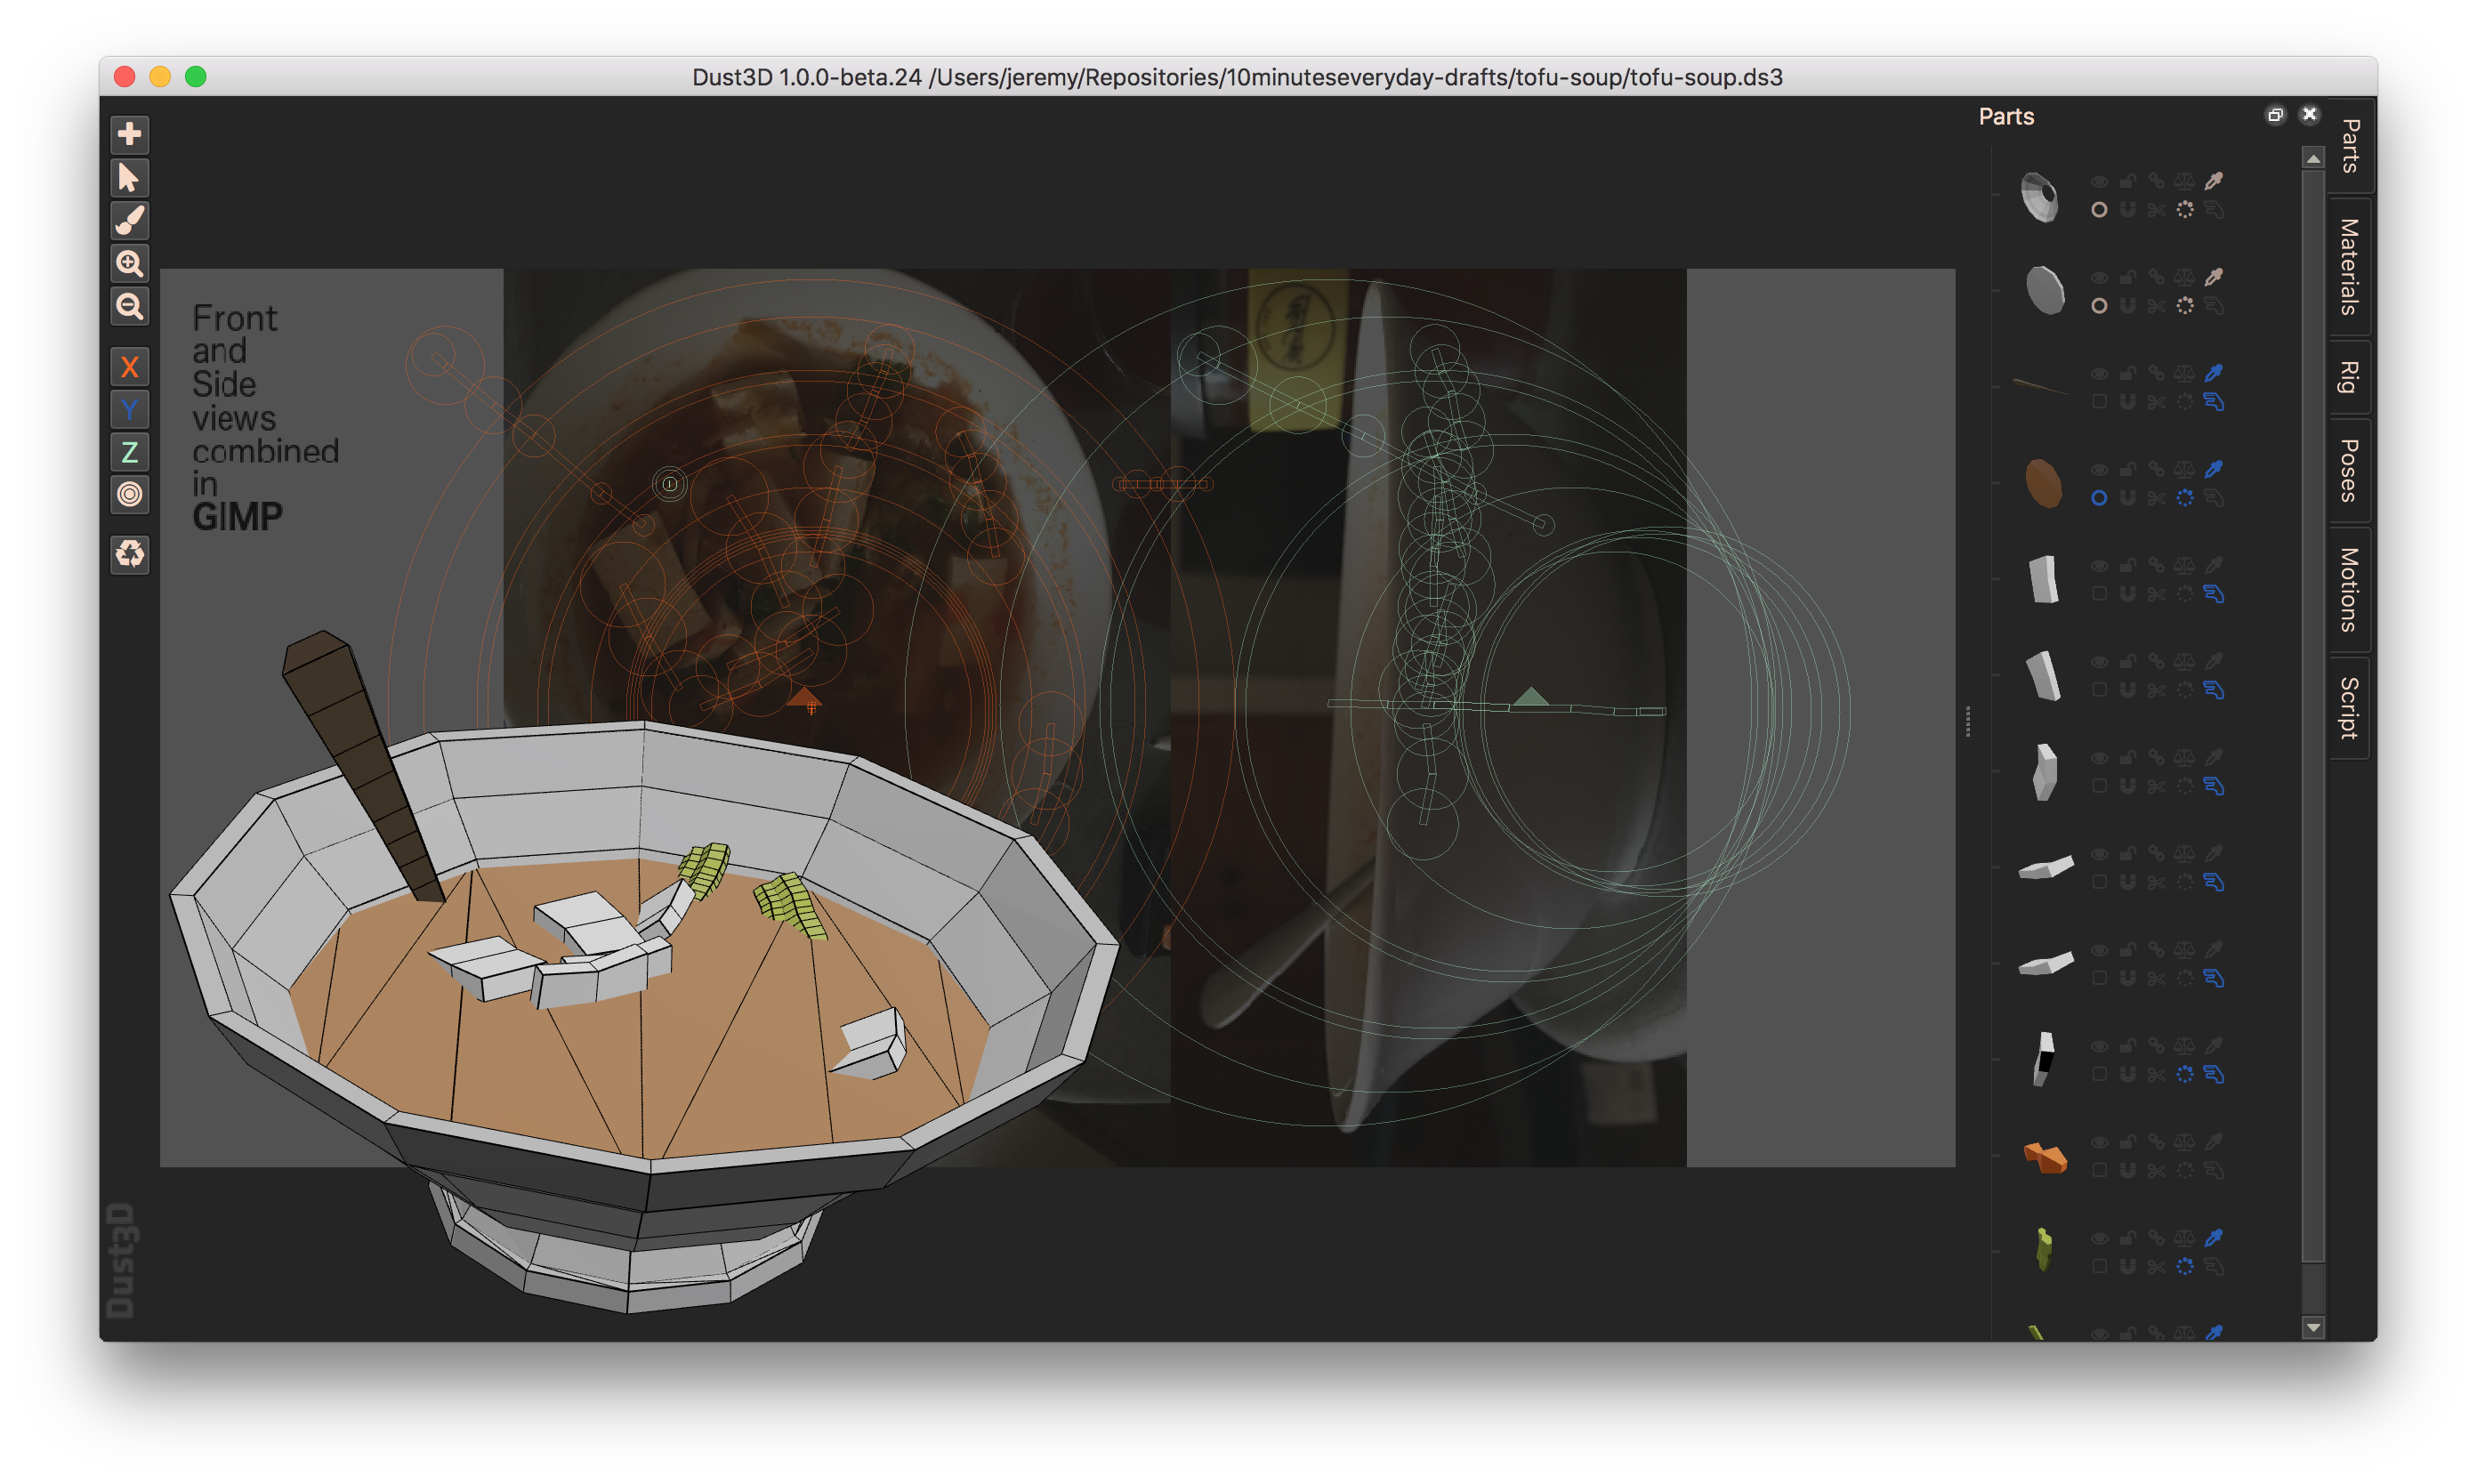 Dust3D 1.0.0-beta.24 /Users/jeremy/Repositories/10minuteseveryday-drafts/tofu-soup/tofu-soup.ds3
Parts
Parts
Materials
Rig
Poses
Motions
Script
X
Y
Z
Front
and
Side
views
combined
in
GIMP
Dust3D